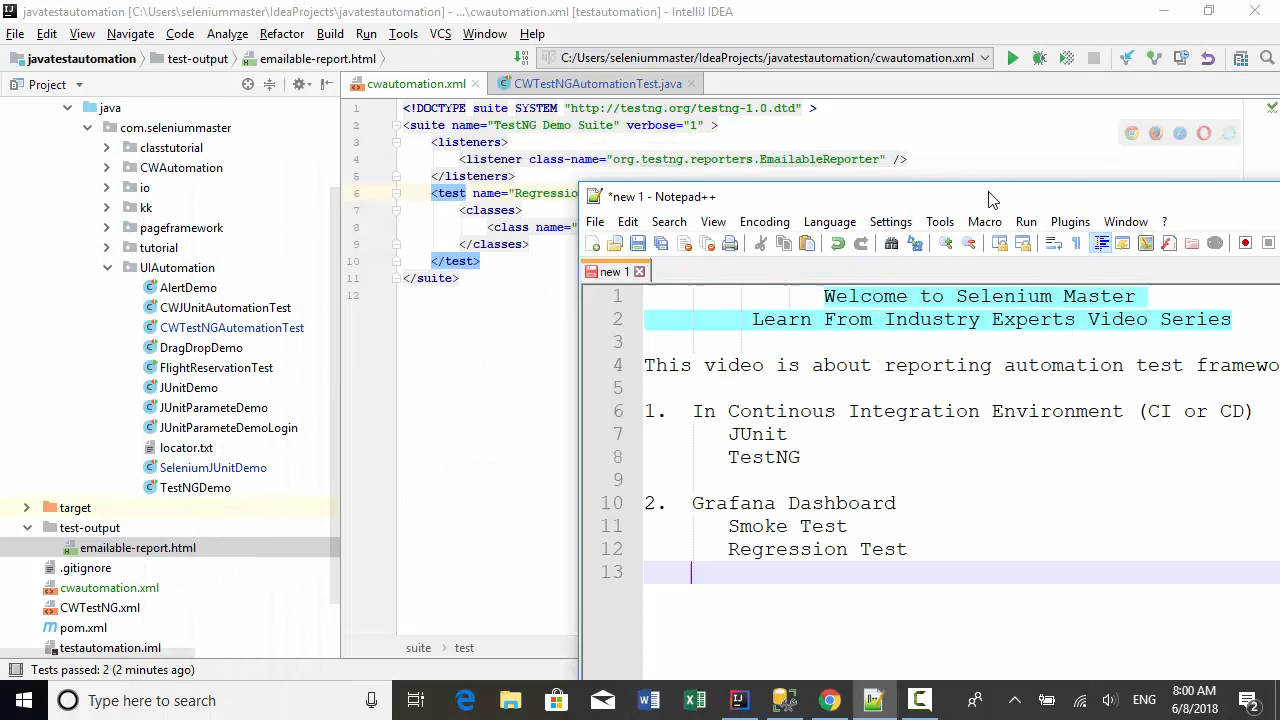 javatestautomation [C:\Users\seleniummaster\IdeaProjects\javatestautomation] - ...\cwautomation.xml [testautomation] - IntelliJ IDEA
File Edit View Navigate Code Analyze Refactor Build Run Tools VCS Window Help
javatestautomation test-output emailable-report.html C:/Users/seleniummaster/IdeaProjects/javatestautomation/cwautomation.xml
Project
cwautomation.xml CWTestNGAutomationTest.java
java
com.seleniummaster
classtutorial
CWAutomation
io
kk
pageframework
tutorial
UIAutomation
AlertDemo
CWJUnitAutomationTest
CWTestNGAutomationTest
DragDropDemo
FlightReservationTest
JUnitDemo
JUnitParameteDemo
JUnitParameteDemoLogin
locator.txt
SeleniumJUnitDemo
TestNGDemo
target
test-output
emailable-report.html
.gitignore
cwautomation.xml
CWTestNG.xml
pom.xml
testautomation.iml
1 <!DOCTYPE suite SYSTEM "http://testng.org/testng-1.0.dtd" >
2 <suite name="TestNG Demo Suite" verbose="1" >
3 <listeners>
4 <listener class-name="org.testng.reporters.EmailableReporter" />
5 </listeners>
6 <test name="Regressio
7 <classes>
8 <class name="
9 </classes>
10 </test>
11 </suite>
12
suite test
*new 1 - Notepad++
File Edit Search View Encoding Language Settings Tools Macro Run Plugins Window ?
new 1
1 Welcome to Selenium Master
2 Learn From Industry Experts Video Series
3
4 This video is about reporting automation test framewo
5
6 1. In Continous Integration Environment (CI or CD)
7 JUnit
8 TestNG
9
10 2. Grafana Dashboard
11 Smoke Test
12 Regression Test
13
Tests passed: 2 (2 minutes ago)
Type here to search
ENG
8:00 AM
6/8/2018
2